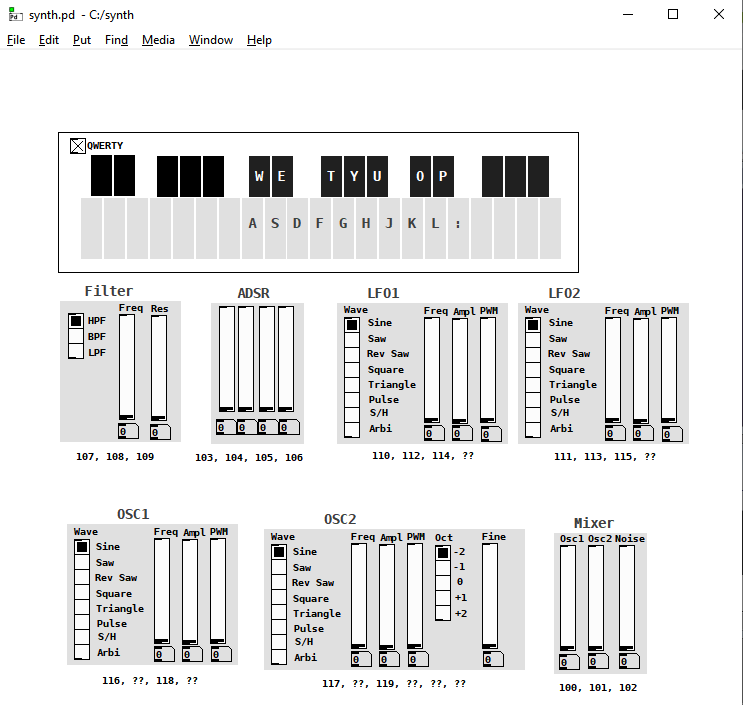 synth.pd - C:/synth
File Edit Put Find Media Window Help
QWERTY
W E T Y U O P
A S D F G H J K L :
Filter
Freq Res
HPF
BPF
LPF
0 0
107, 108, 109
ADSR
0 0 0 0
103, 104, 105, 106
LFO1
Wave Freq Ampl PWM
Sine
Saw
Rev Saw
Square
Triangle
Pulse
S/H
Arbi
0 0 0
110, 112, 114, ??
LFO2
Wave Freq Ampl PWM
Sine
Saw
Rev Saw
Square
Triangle
Pulse
S/H
Arbi
0 0 0
111, 113, 115, ??
OSC1
Wave Freq Ampl PWM
Sine
Saw
Rev Saw
Square
Triangle
Pulse
S/H
Arbi
0 0 0
116, ??, 118, ??
OSC2
Wave Freq Ampl PWM Oct Fine
Sine
Saw
Rev Saw
Square
Triangle
Pulse
S/H
Arbi
-2
-1
0
+1
+2
0 0 0 0
117, ??, 119, ??, ??, ??
Mixer
Osc1 Osc2 Noise
0 0 0
100, 101, 102